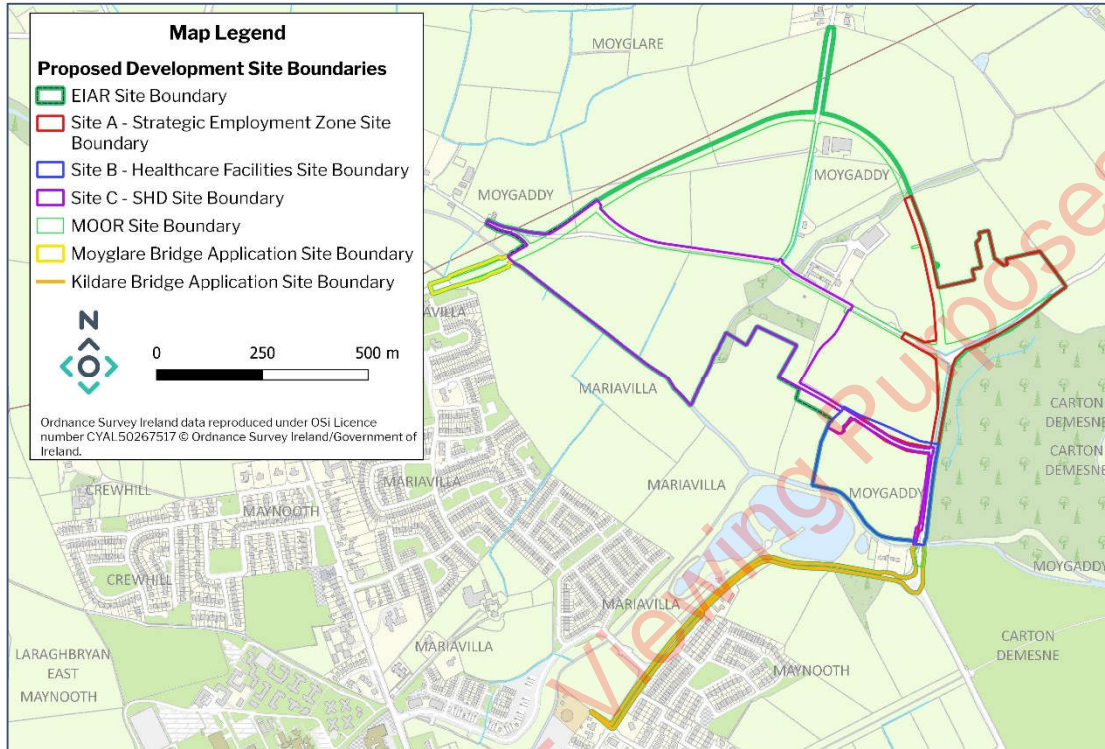 Map Legend
Proposed Development Site Boundaries
EIAR Site Boundary
Site A - Strategic Employment Zone Site
Boundary
Site B - Healthcare Facilities Site Boundary
Site C - SHD Site Boundary
MOOR Site Boundary
Moyglare Bridge Application Site Boundary
Kildare Bridge Application Site Boundary
N
0 250 500 m
Ordnance Survey Ireland data reproduced under OSi Licence
number CYAL50267517 © Ordnance Survey Ireland/Government of
Ireland.
MOYGLARE
MOYGADDY
MOYGADDY
MARIAVILLA
CARTON
DEMESNE
CARTON
DEMESNE
MARIAVILLA
MARIAVILLA
CREWHILL
MAYNOOTH
MOYGADDY
MOYGADDY
CREWHILL
MARIAVILLA
MARIAVILLA
CARTON
DEMESNE
LARAGHBRYAN
EAST
MAYNOOTH
MAYNOOTH
Viewing Purposes